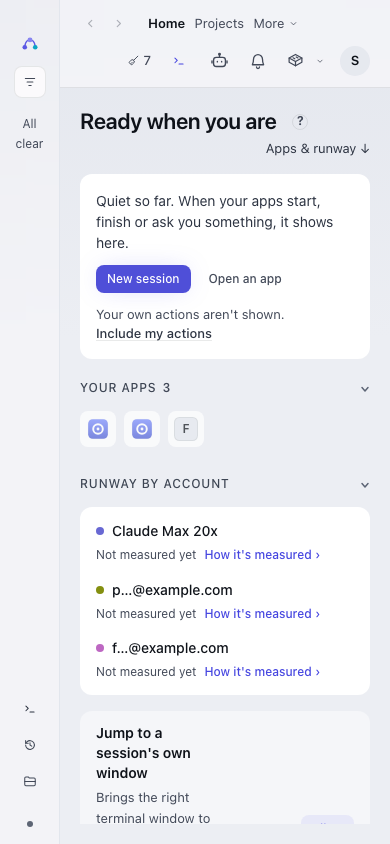 Home Projects More
7
S
All
clear
Ready when you are ?
Apps & runway ↓
Quiet so far. When your apps start,
finish or ask you something, it shows
here.
New session Open an app
Your own actions aren't shown.
Include my actions
YOUR APPS 3
F
RUNWAY BY ACCOUNT
Claude Max 20x
Not measured yet How it's measured ›
p...@example.com
Not measured yet How it's measured ›
f...@example.com
Not measured yet How it's measured ›
Jump to a
session's own
window
Brings the right
terminal window to